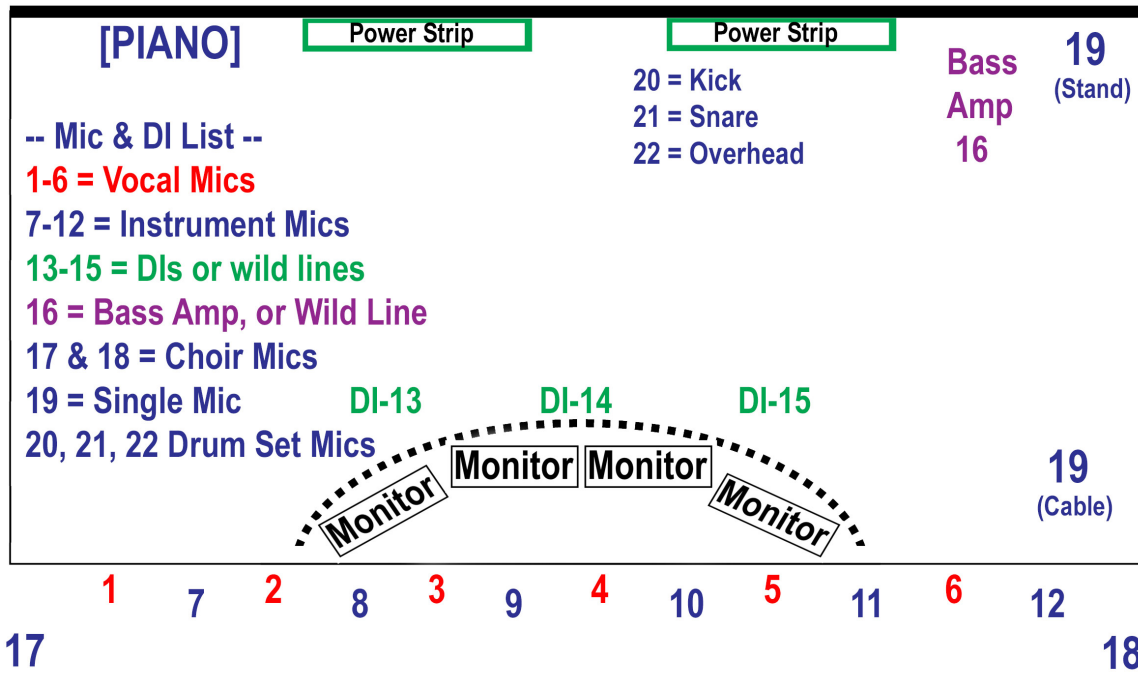 [PIANO]
Power Strip
Power Strip
Bass
Amp
16
19
(Stand)
20 = Kick
21 = Snare
22 = Overhead
-- Mic & DI List --
1-6 = Vocal Mics
7-12 = Instrument Mics
13-15 = DIs or wild lines
16 = Bass Amp, or Wild Line
17 & 18 = Choir Mics
19 = Single Mic
20, 21, 22 Drum Set Mics
DI-13
DI-14
DI-15
Monitor
Monitor
Monitor
Monitor
19
(Cable)
1
7
2
8
3
9
4
10
5
11
6
12
17
18